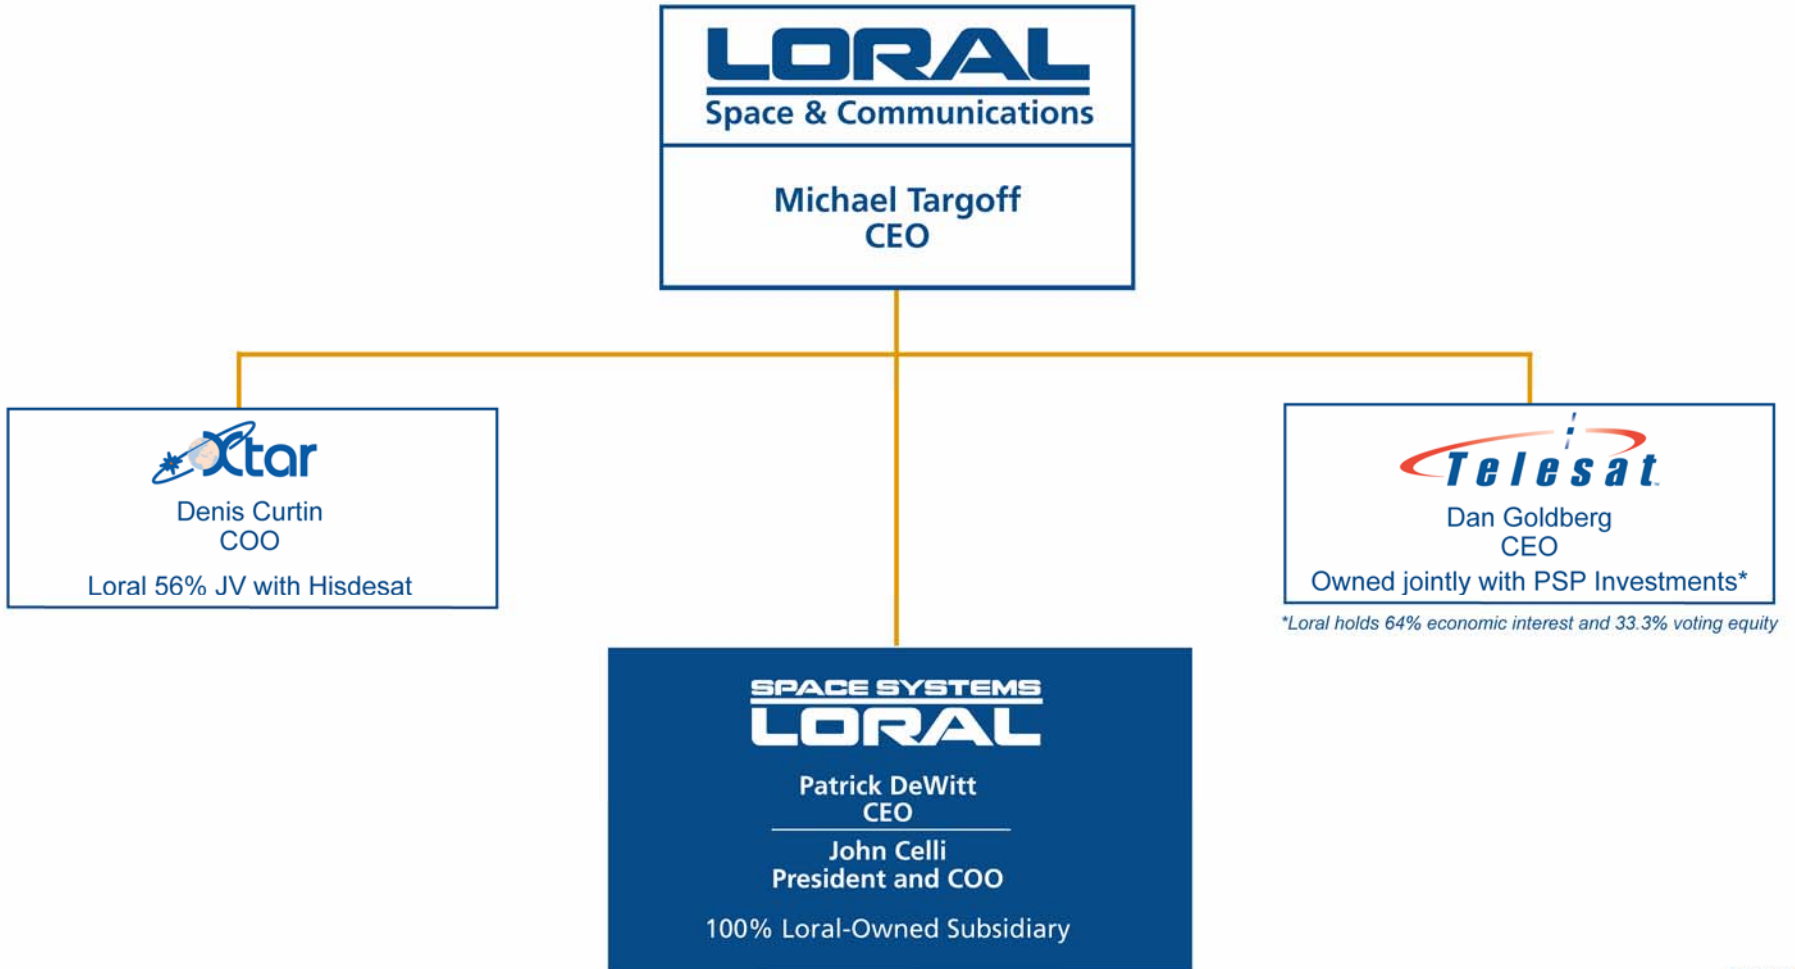 LORAL
Space & Communications
Michael Targoff
CEO
Xtar
Denis Curtin
COO
Loral 56% JV with Hisdesat
Telesat™
Dan Goldberg
CEO
Owned jointly with PSP Investments*
*Loral holds 64% economic interest and 33.3% voting equity
SPACE SYSTEMS
LORAL
Patrick DeWitt
CEO
John Celli
President and COO
100% Loral-Owned Subsidiary